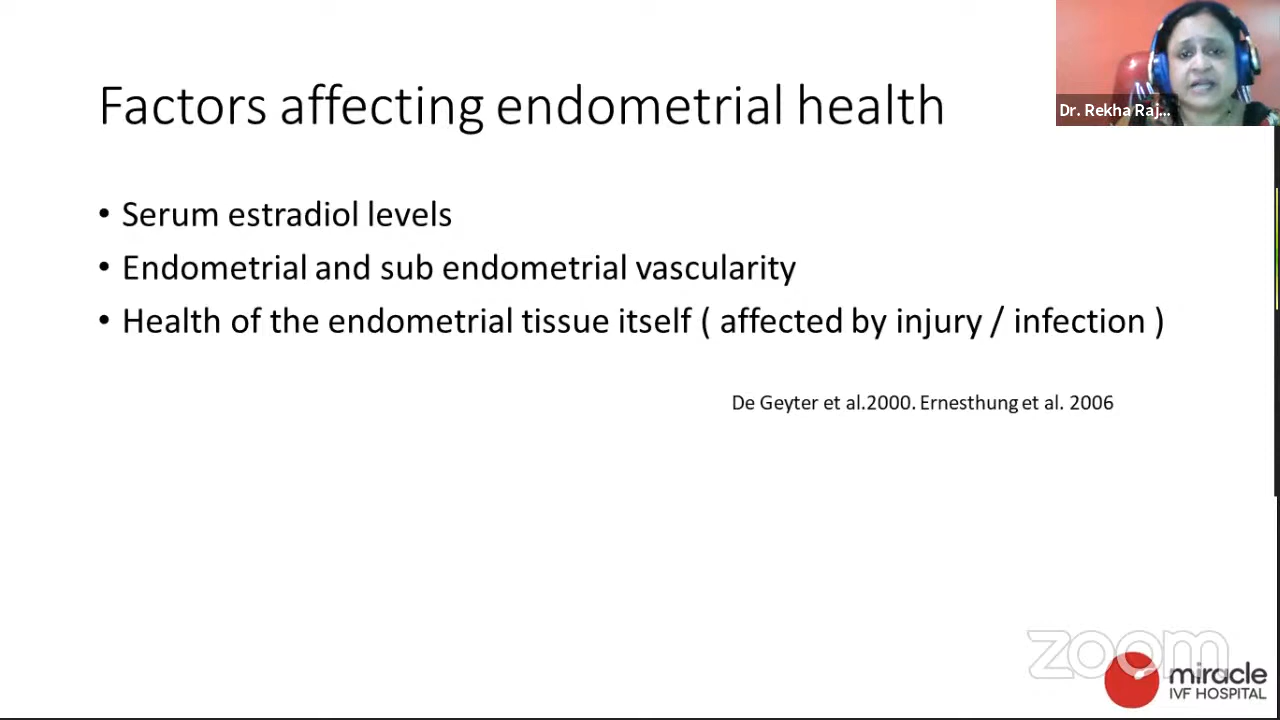 Factors affecting endometrial health
Dr. Rekha Raj...
• Serum estradiol levels
• Endometrial and sub endometrial vascularity
• Health of the endometrial tissue itself ( affected by injury / infection )
De Geyter et al.2000. Ernesthung et al. 2006
zoom
miracle
IVF HOSPITAL